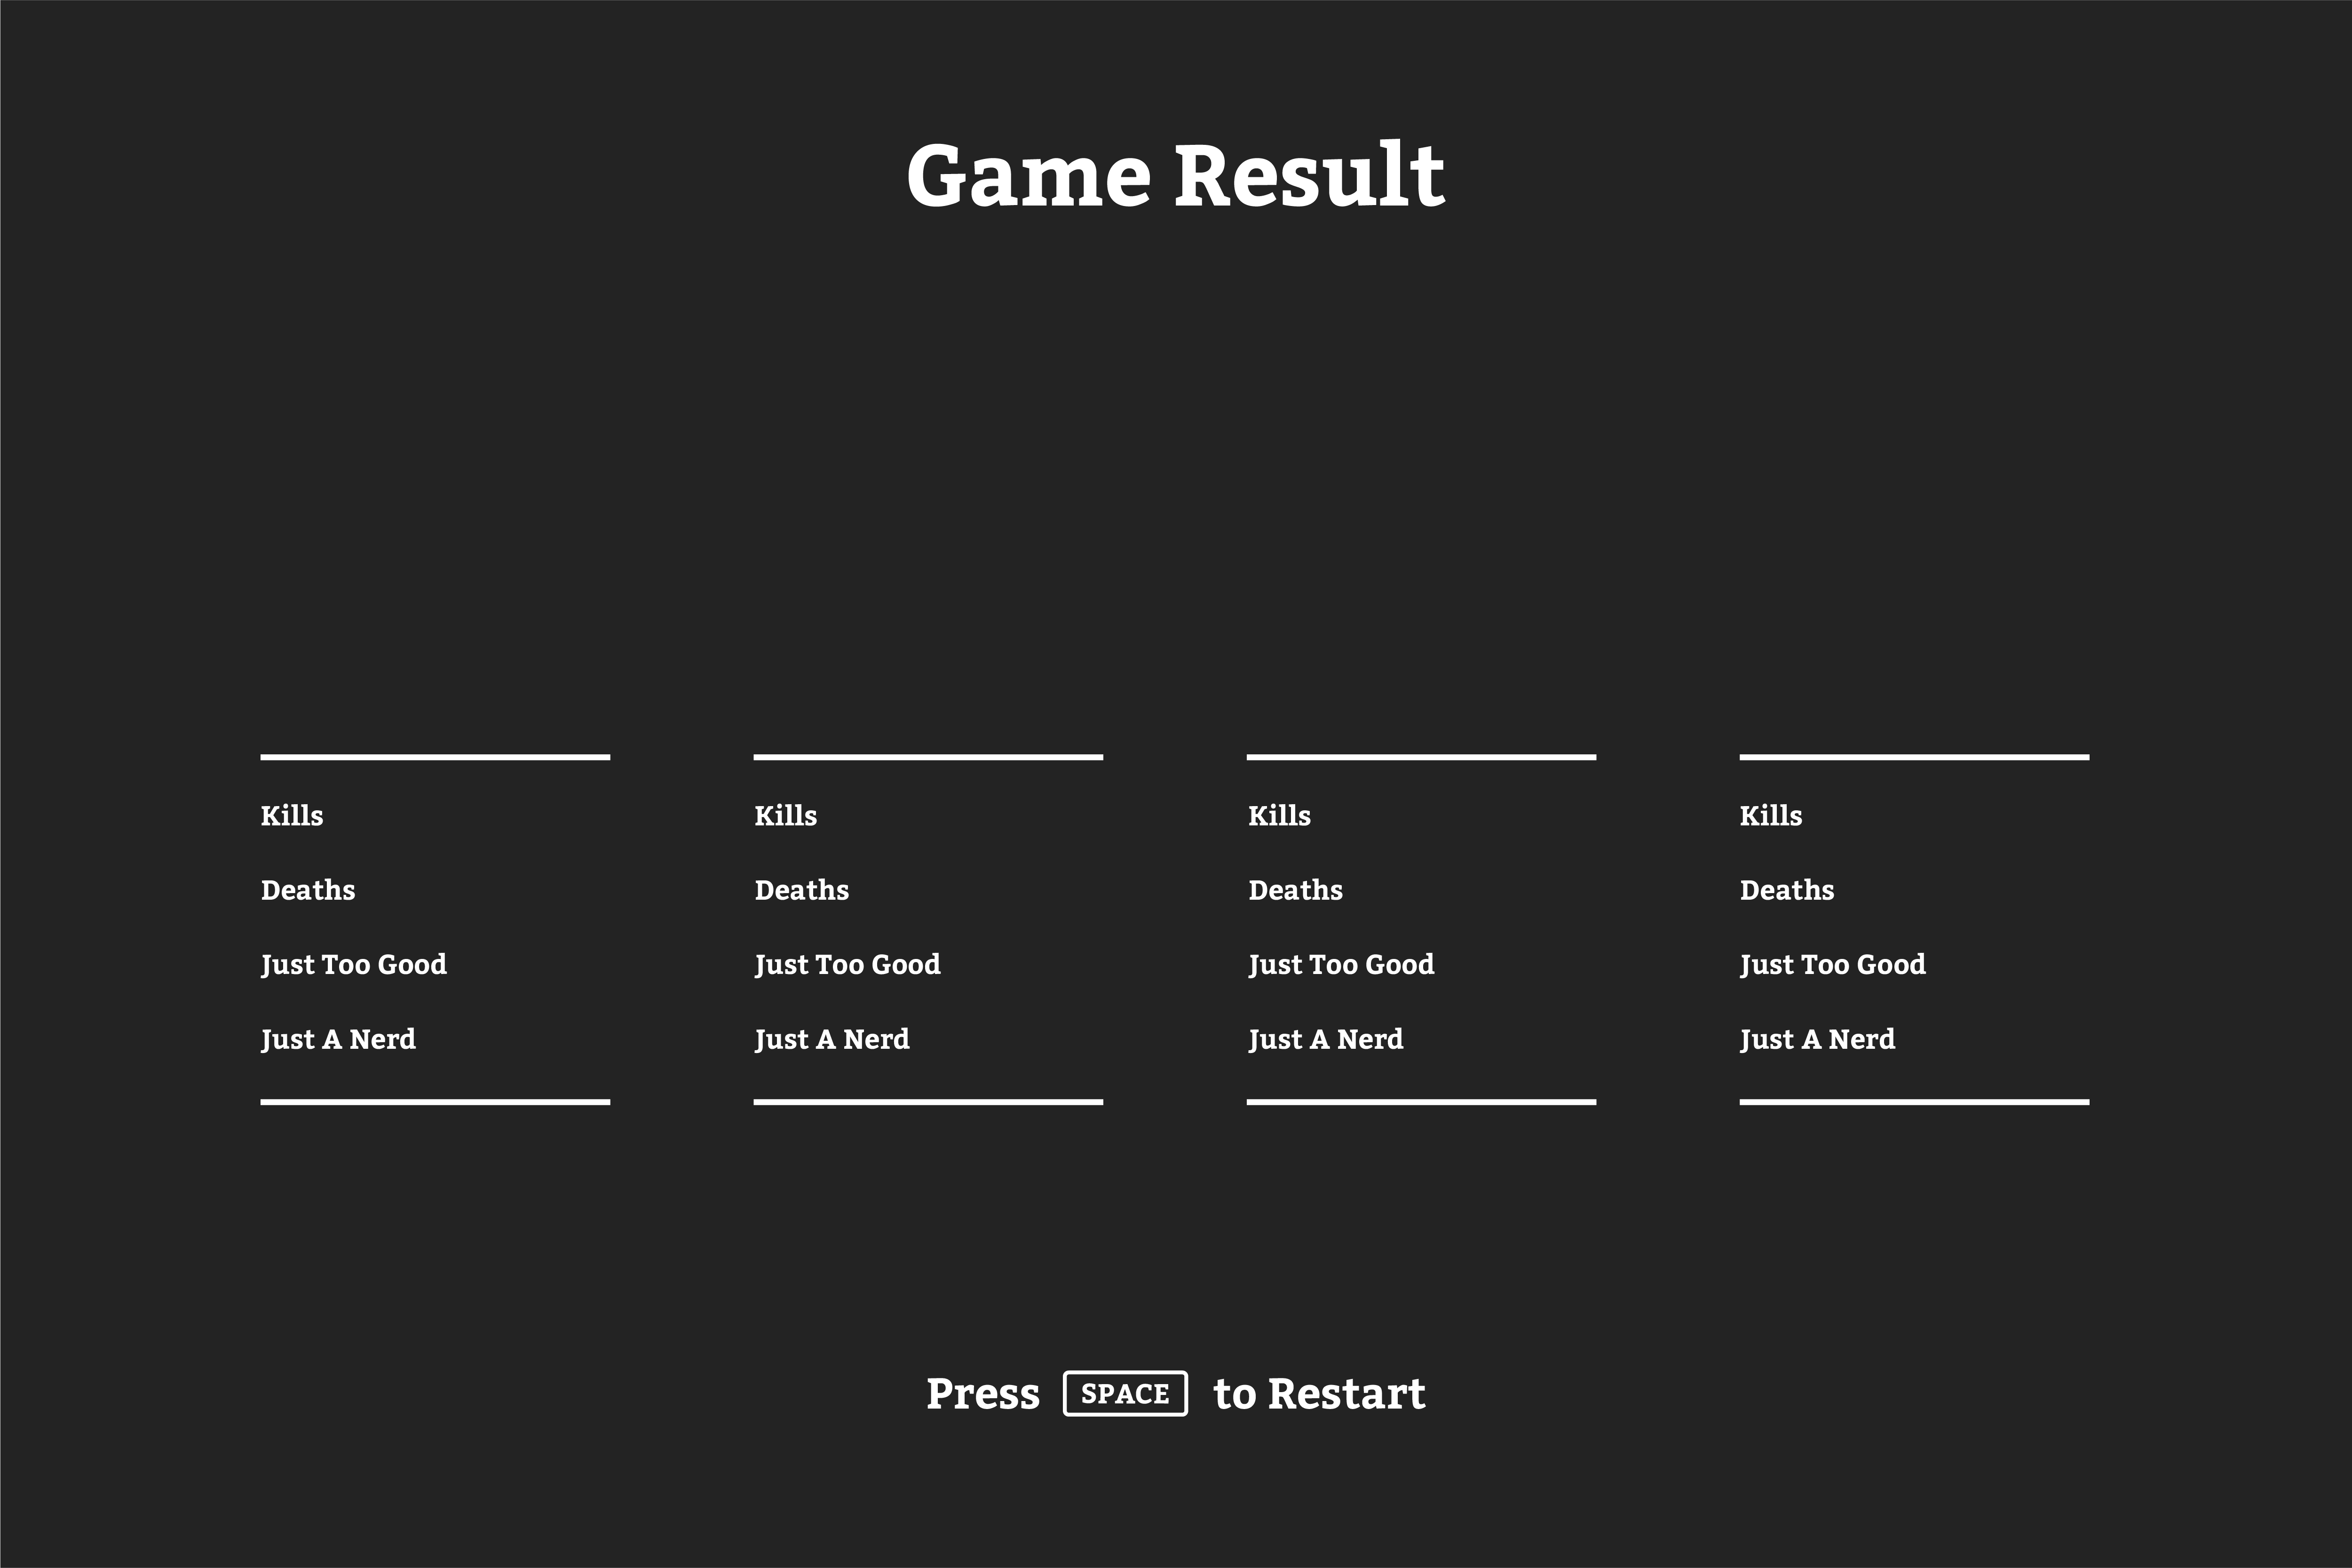 Game Result
Kills Kills Kills Kills
Deaths Deaths Deaths Deaths
Just Too Good Just Too Good Just Too Good Just Too Good
Just A Nerd Just A Nerd Just A Nerd Just A Nerd
Press SPACE to Restart